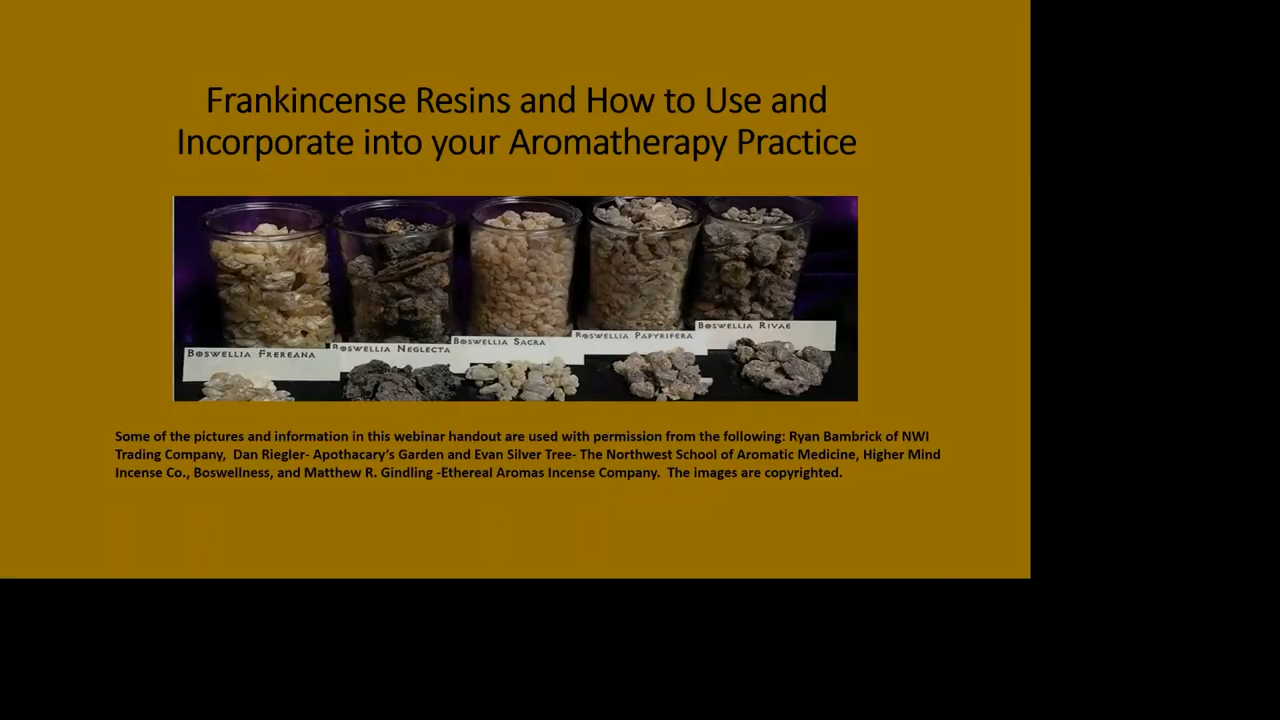 Frankincense Resins and How to Use and
Incorporate into your Aromatherapy Practice
Boswellia Frereana
Boswellia Neglecta
Boswellia Sacra
Boswellia Papyrifera
Boswellia Rivae
Some of the pictures and information in this webinar handout are used with permission from the following: Ryan Bambrick of NWI
Trading Company,  Dan Riegler- Apothacary’s Garden and Evan Silver Tree- The Northwest School of Aromatic Medicine, Higher Mind
Incense Co., Boswellness, and Matthew R. Gindling -Ethereal Aromas Incense Company.  The images are copyrighted.